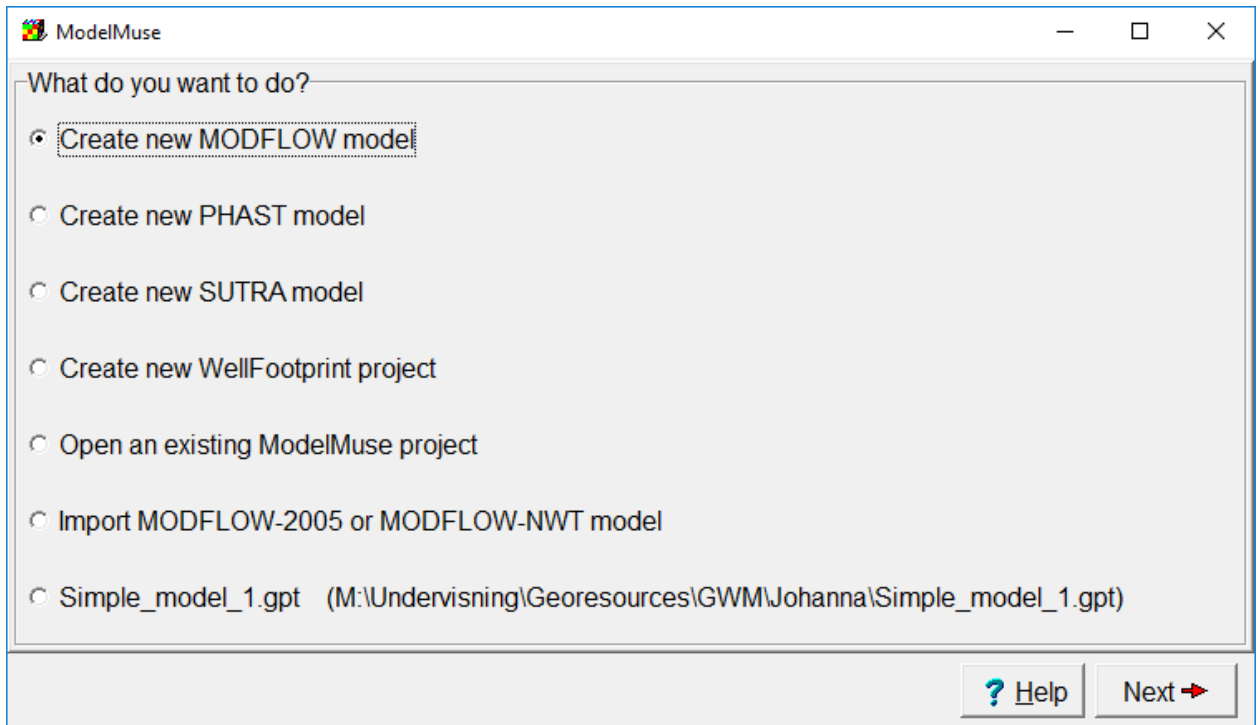 ModelMuse
What do you want to do?
Create new MODFLOW model
Create new PHAST model
Create new SUTRA model
Create new WellFootprint project
Open an existing ModelMuse project
Import MODFLOW-2005 or MODFLOW-NWT model
Simple_model_1.gpt (M:\Undervisning\Georesources\GWM\Johanna\Simple_model_1.gpt)
? Help Next